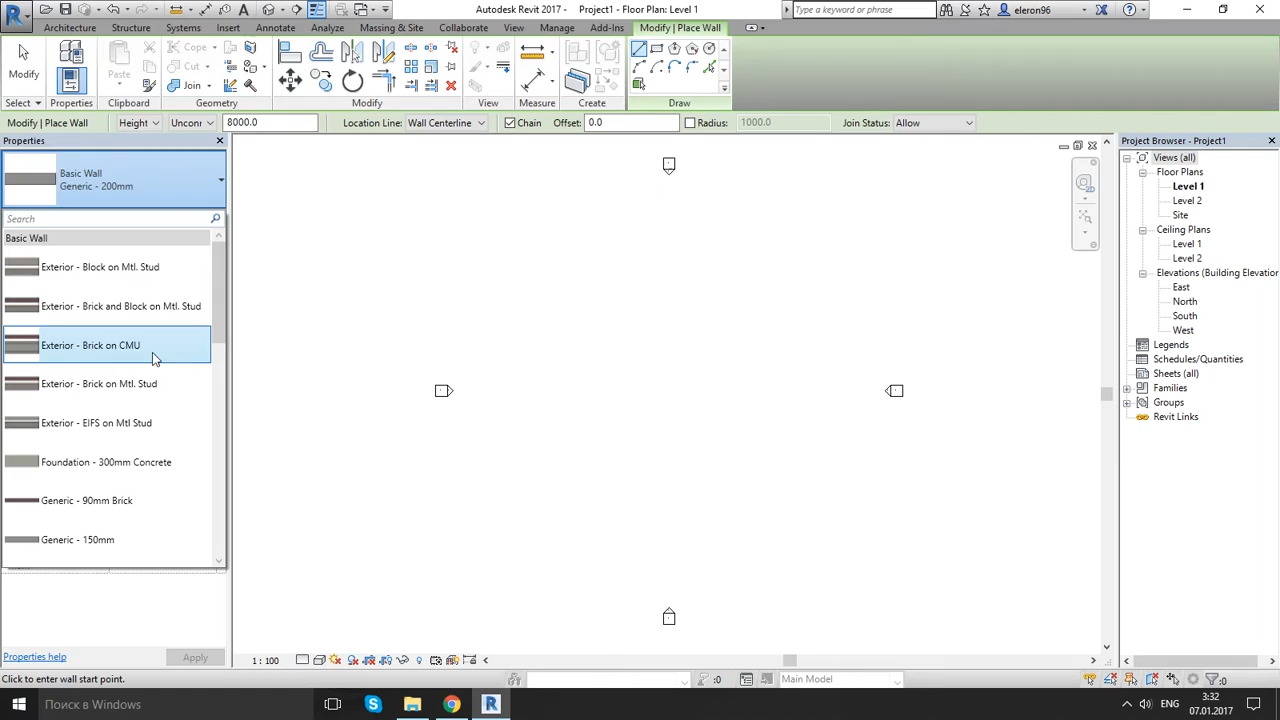 Autodesk Revit 2017 - Project1 - Floor Plan: Level 1
Type a keyword or phrase
eleron96
Architecture Structure Systems Insert Annotate Analyze Massing & Site Collaborate View Manage Add-Ins Modify | Place Wall
Modify
Paste
Cope
Cut
Join
Select Properties Clipboard Geometry Modify View Measure Create Draw
Modify | Place Wall Height Unconr 8000.0 Location Line: Wall Centerline Chain Offset: 0.0 Radius: 1000.0 Join Status: Allow
Properties
Basic Wall
Generic - 200mm
Search
Basic Wall
Exterior - Block on Mtl. Stud
Exterior - Brick and Block on Mtl. Stud
Exterior - Brick on CMU
Exterior - Brick on Mtl. Stud
Exterior - EIFS on Mtl Stud
Foundation - 300mm Concrete
Generic - 90mm Brick
Generic - 150mm
Properties help
Apply
2D
Project Browser - Project1
Views (all)
Floor Plans
Level 1
Level 2
Site
Ceiling Plans
Level 1
Level 2
Elevations (Building Elevation
East
North
South
West
Legends
Schedules/Quantities
Sheets (all)
Families
Groups
Revit Links
1 : 100
Click to enter wall start point.
:0
Main Model
:0
Поиск в Windows
ENG
3:32
07.01.2017